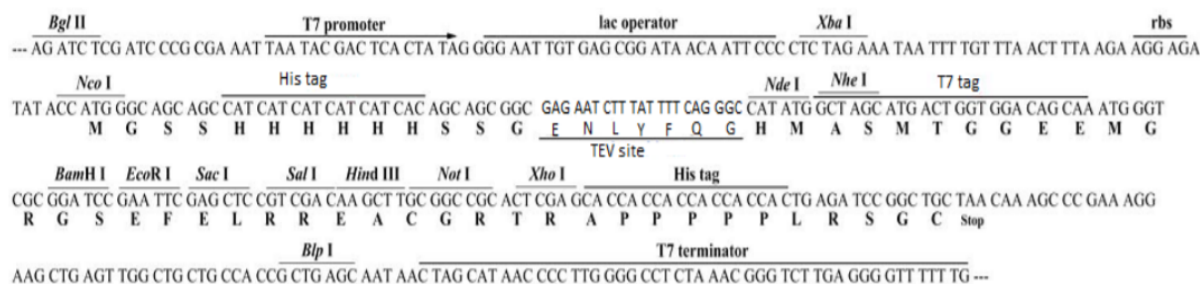 Bgl II T7 promoter lac operator Xba I rbs
--- AG ATC TCG ATC CCG CGA AAT TAA TAC GAC TCA CTA TAG GGG AAT TGT GAG CGG ATA ACA ATT CCC CTC TAG AAA TAA TTT TGT TTA ACT TTA AGA AGG AGA
Nco I His tag Nde I Nhe I T7 tag
TAT ACC ATG GGC AGC AGC CAT CAT CAT CAT CAT CAC AGC AGC GGC GAG AAT CTT TAT TTT CAG GGC CAT ATG GCT AGC ATG ACT GGT GGA CAG CAA ATG GGT
M G S S H H H H H H S S G E N L Y F Q G H M A S M T G G E E M G
TEV site
BamH I EcoR I Sac I Sal I Hind III Not I Xho I His tag
CGC GGA TCC GAA TTC GAG CTC CGT CGA CAA GCT TGC GGC CGC ACT CGA GCA CCA CCA CCA CCA CCA CTG AGA TCC GGC TGC TAA CAA AGC CCG AAA GG
R G S E F E L R R E A C G R T R A P P P P P L R S G C Stop
Blp I T7 terminator
AAG CTG AGT TGG CTG CTG CCA CCG CTG AGC AAT AAC TAG CAT AAC CCC TTG GGG CCT CTA AAC GGG TCT TGA GGG GTT TTT TG ---